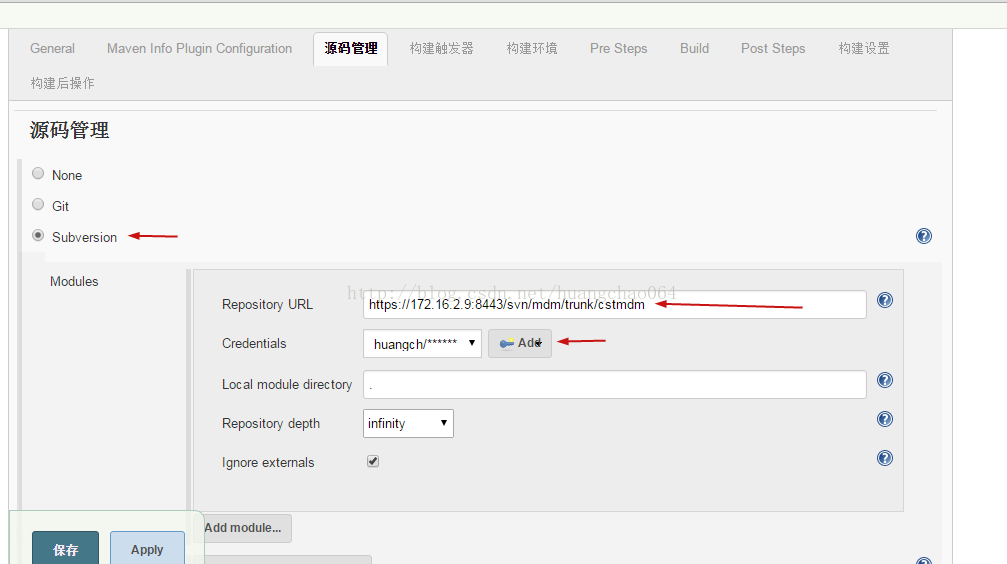 General Maven Info Plugin Configuration 源码管理 构建触发器 构建环境 Pre Steps Build Post Steps 构建设置
构建后操作
源码管理
None
Git
Subversion
Modules
http://blog.csdn.net/huangchao064
Repository URL https://172.16.2.9:8443/svn/mdm/trunk/cstmdm
Credentials huangch/****** Add
Local module directory .
Repository depth infinity
Ignore externals
Add module...
保存 Apply